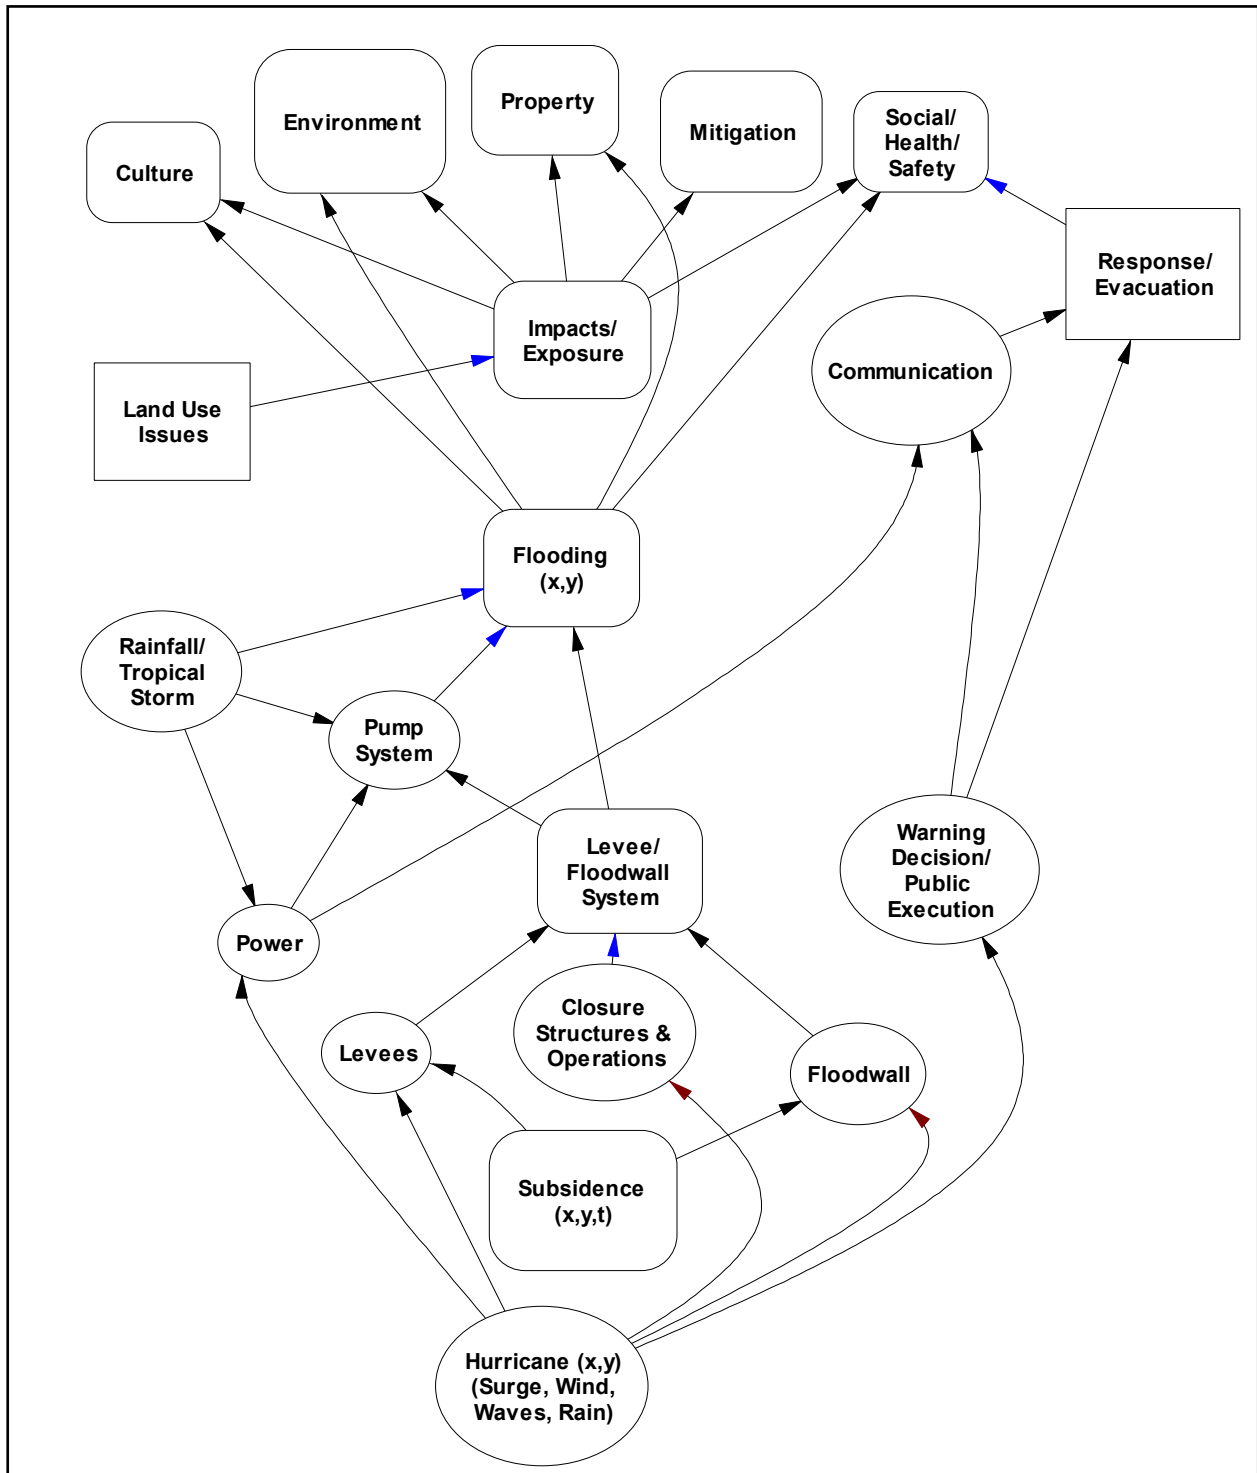 Property
Environment
Mitigation
Social/
Health/
Safety
Culture
Response/
Evacuation
Impacts/
Exposure
Communication
Land Use
Issues
Flooding
(x,y)
Rainfall/
Tropical
Storm
Pump
System
Levee/
Floodwall
System
Warning
Decision/
Public
Execution
Power
Closure
Structures &
Operations
Levees
Floodwall
Subsidence
(x,y,t)
Hurricane (x,y)
(Surge, Wind,
Waves, Rain)